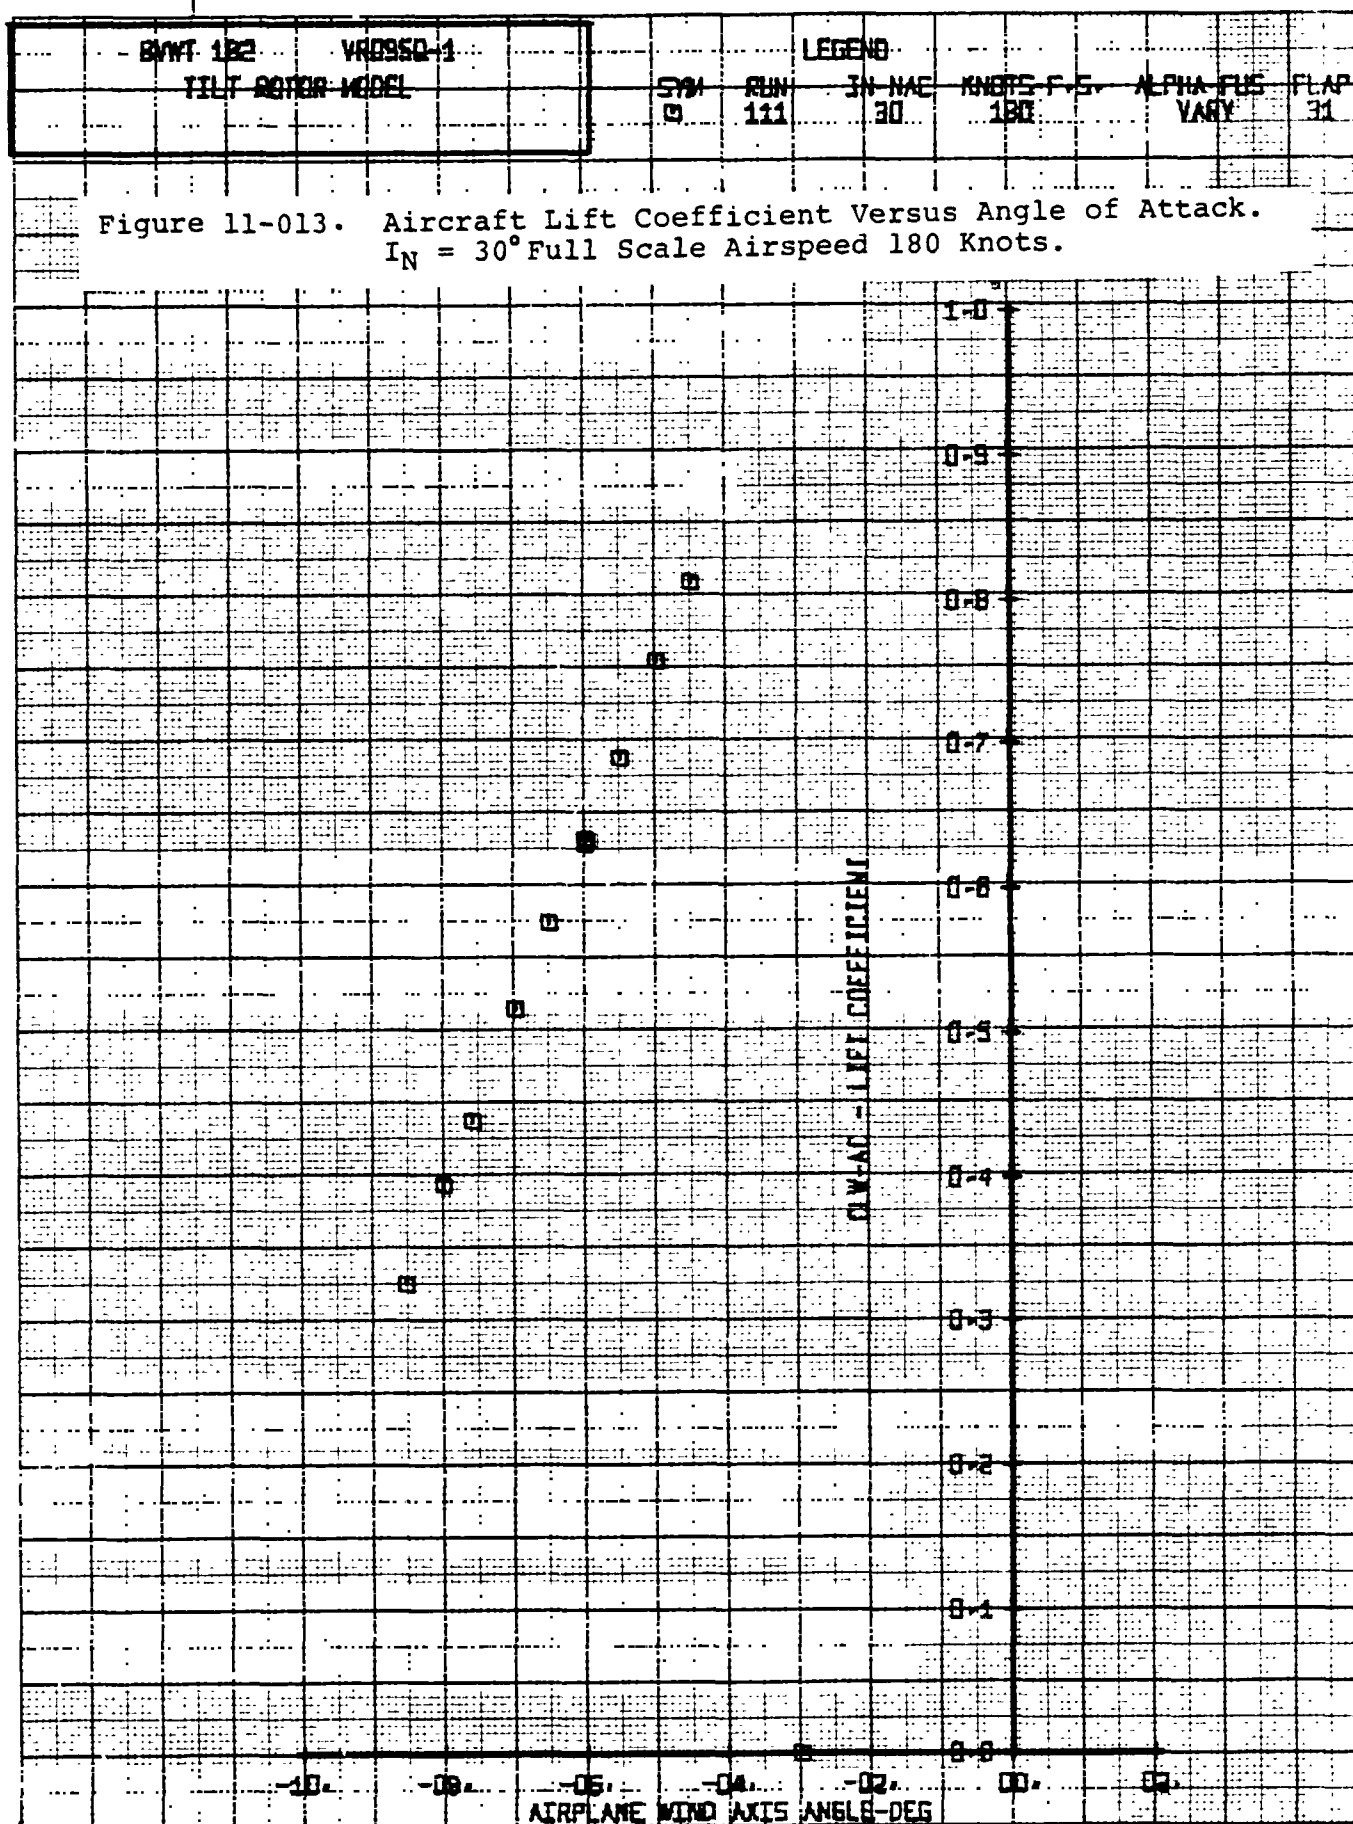 BVWT 182 VR095Q-1
TILT ROTOR MODEL
LEGEND
SYM RUN IN NAC KNOTS F.S. ALPHA FUS FLAP
111 30 180 VARY 31
Figure 11-013. Aircraft Lift Coefficient Versus Angle of Attack.
I_N = 30° Full Scale Airspeed 180 Knots.
1.0
0.9
0.8
0.7
0.6
0.5
0.4
0.3
0.2
0.1
0.0
CLW-AC - LIFT COEFFICIENT
-10. -08. -06. -04. -02. 00. 02.
AIRPLANE WIND AXIS ANGLE-DEG